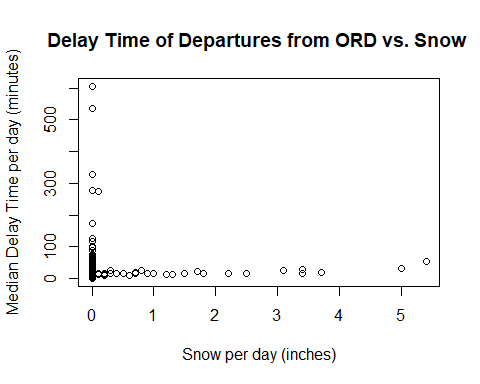 Delay Time of Departures from ORD vs. Snow
Median Delay Time per day (minutes)
500
300
100
0
0 1 2 3 4 5
Snow per day (inches)